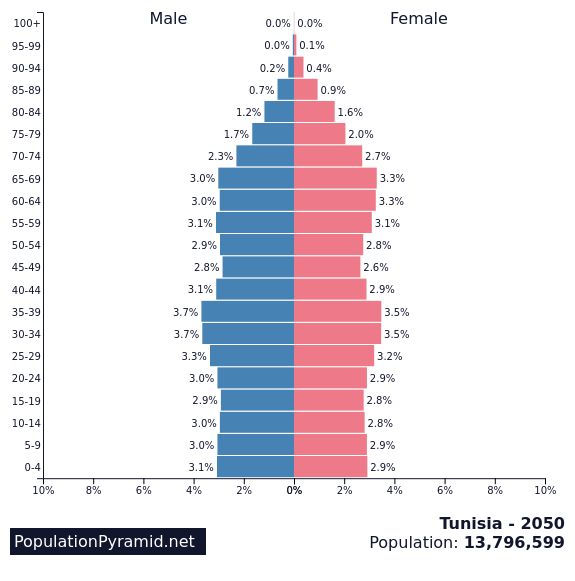 Male Female
100+ 0.0% 0.0%
95-99 0.0% 0.1%
90-94 0.2% 0.4%
85-89 0.7% 0.9%
80-84 1.2% 1.6%
75-79 1.7% 2.0%
70-74 2.3% 2.7%
65-69 3.0% 3.3%
60-64 3.0% 3.3%
55-59 3.1% 3.1%
50-54 2.9% 2.8%
45-49 2.8% 2.6%
40-44 3.1% 2.9%
35-39 3.7% 3.5%
30-34 3.7% 3.5%
25-29 3.3% 3.2%
20-24 3.0% 2.9%
15-19 2.9% 2.8%
10-14 3.0% 2.8%
5-9 3.0% 2.9%
0-4 3.1% 2.9%
10% 8% 6% 4% 2% 0% 2% 4% 6% 8% 10%
Tunisia - 2050
PopulationPyramid.net
Population: 13,796,599